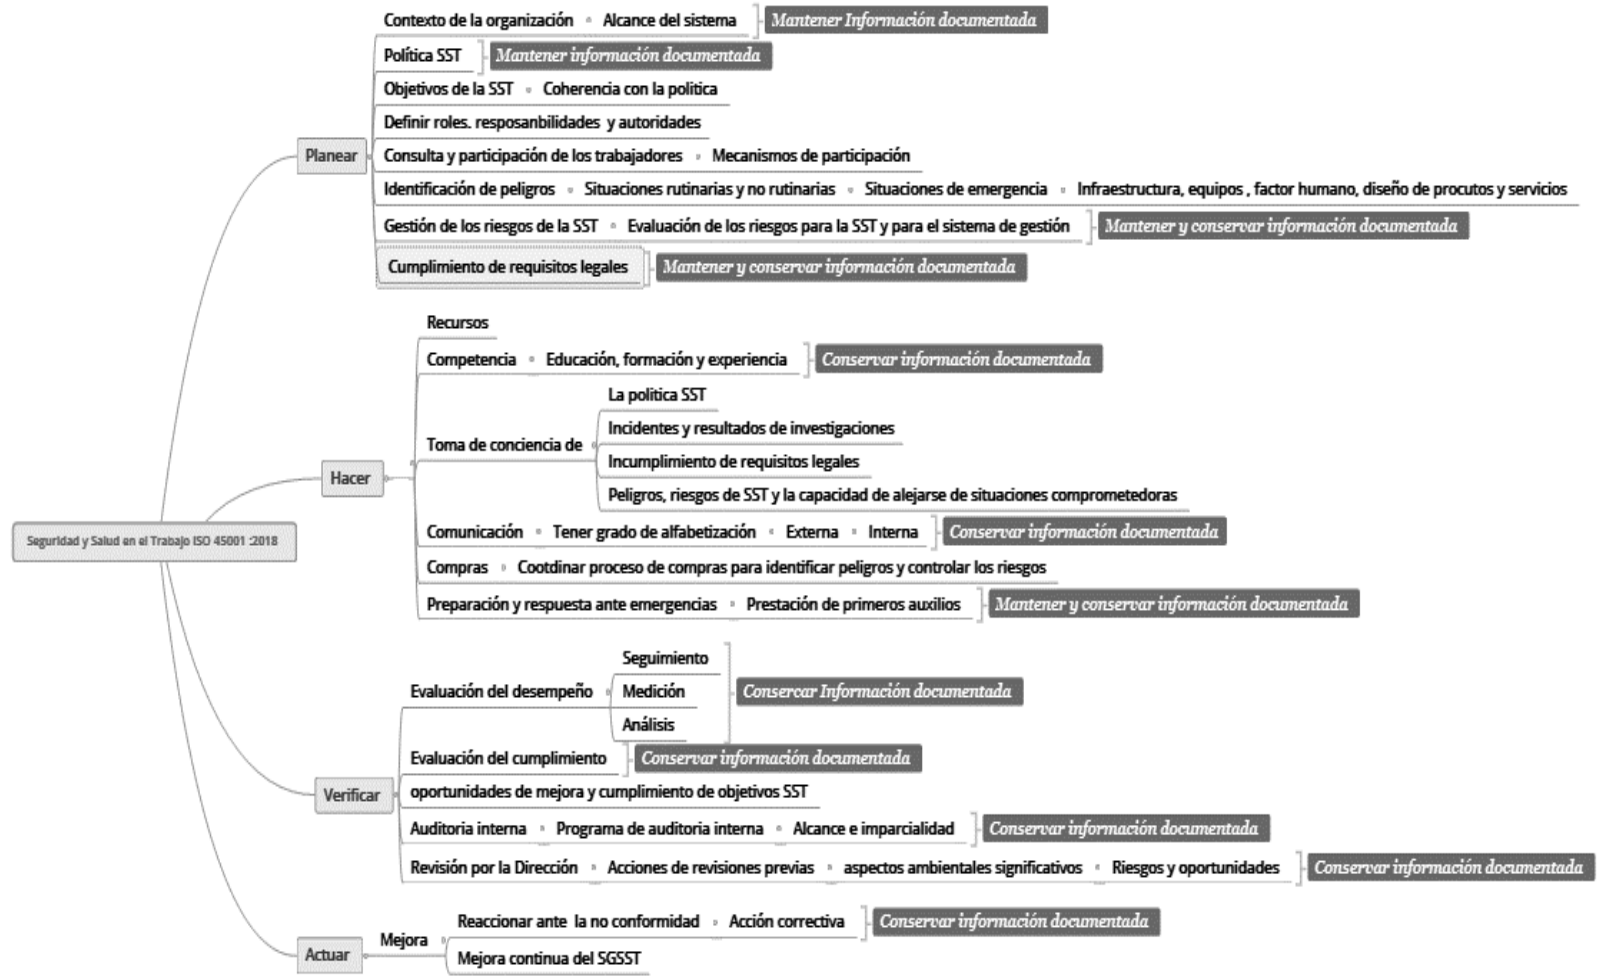 Contexto de la organización Alcance del sistema Mantener Información documentada
Política SST Mantener información documentada
Objetivos de la SST Coherencia con la politica
Definir roles. resposanbilidades y autoridades
Planear
Consulta y participación de los trabajadores Mecanismos de participación
Identificación de peligros Situaciones rutinarias y no rutinarias Situaciones de emergencia Infraestructura, equipos , factor humano, diseño de procutos y servicios
Gestión de los riesgos de la SST Evaluación de los riesgos para la SST y para el sistema de gestión Mantener y conservar información documentada
Cumplimiento de requisitos legales Mantener y conservar información documentada
Recursos
Competencia Educación, formación y experiencia Conservar información documentada
La politica SST
Incidentes y resultados de investigaciones
Toma de conciencia de
Incumplimiento de requisitos legales
Hacer
Peligros, riesgos de SST y la capacidad de alejarse de situaciones comprometedoras
Comunicación Tener grado de alfabetización Externa Interna Conservar información documentada
Seguridad y Salud en el Trabajo ISO 45001 :2018
Compras Cootdinar proceso de compras para identificar peligros y controlar los riesgos
Preparación y respuesta ante emergencias Prestación de primeros auxilios Mantener y conservar información documentada
Seguimiento
Evaluación del desempeño Medición Consercar Información documentada
Análisis
Evaluación del cumplimiento Conservar información documentada
Verificar
oportunidades de mejora y cumplimiento de objetivos SST
Auditoria interna Programa de auditoria interna Alcance e imparcialidad Conservar información documentada
Revisión por la Dirección Acciones de revisiones previas aspectos ambientales significativos Riesgos y oportunidades Conservar información documentada
Reaccionar ante la no conformidad Acción correctiva Conservar información documentada
Actuar Mejora
Mejora continua del SGSST